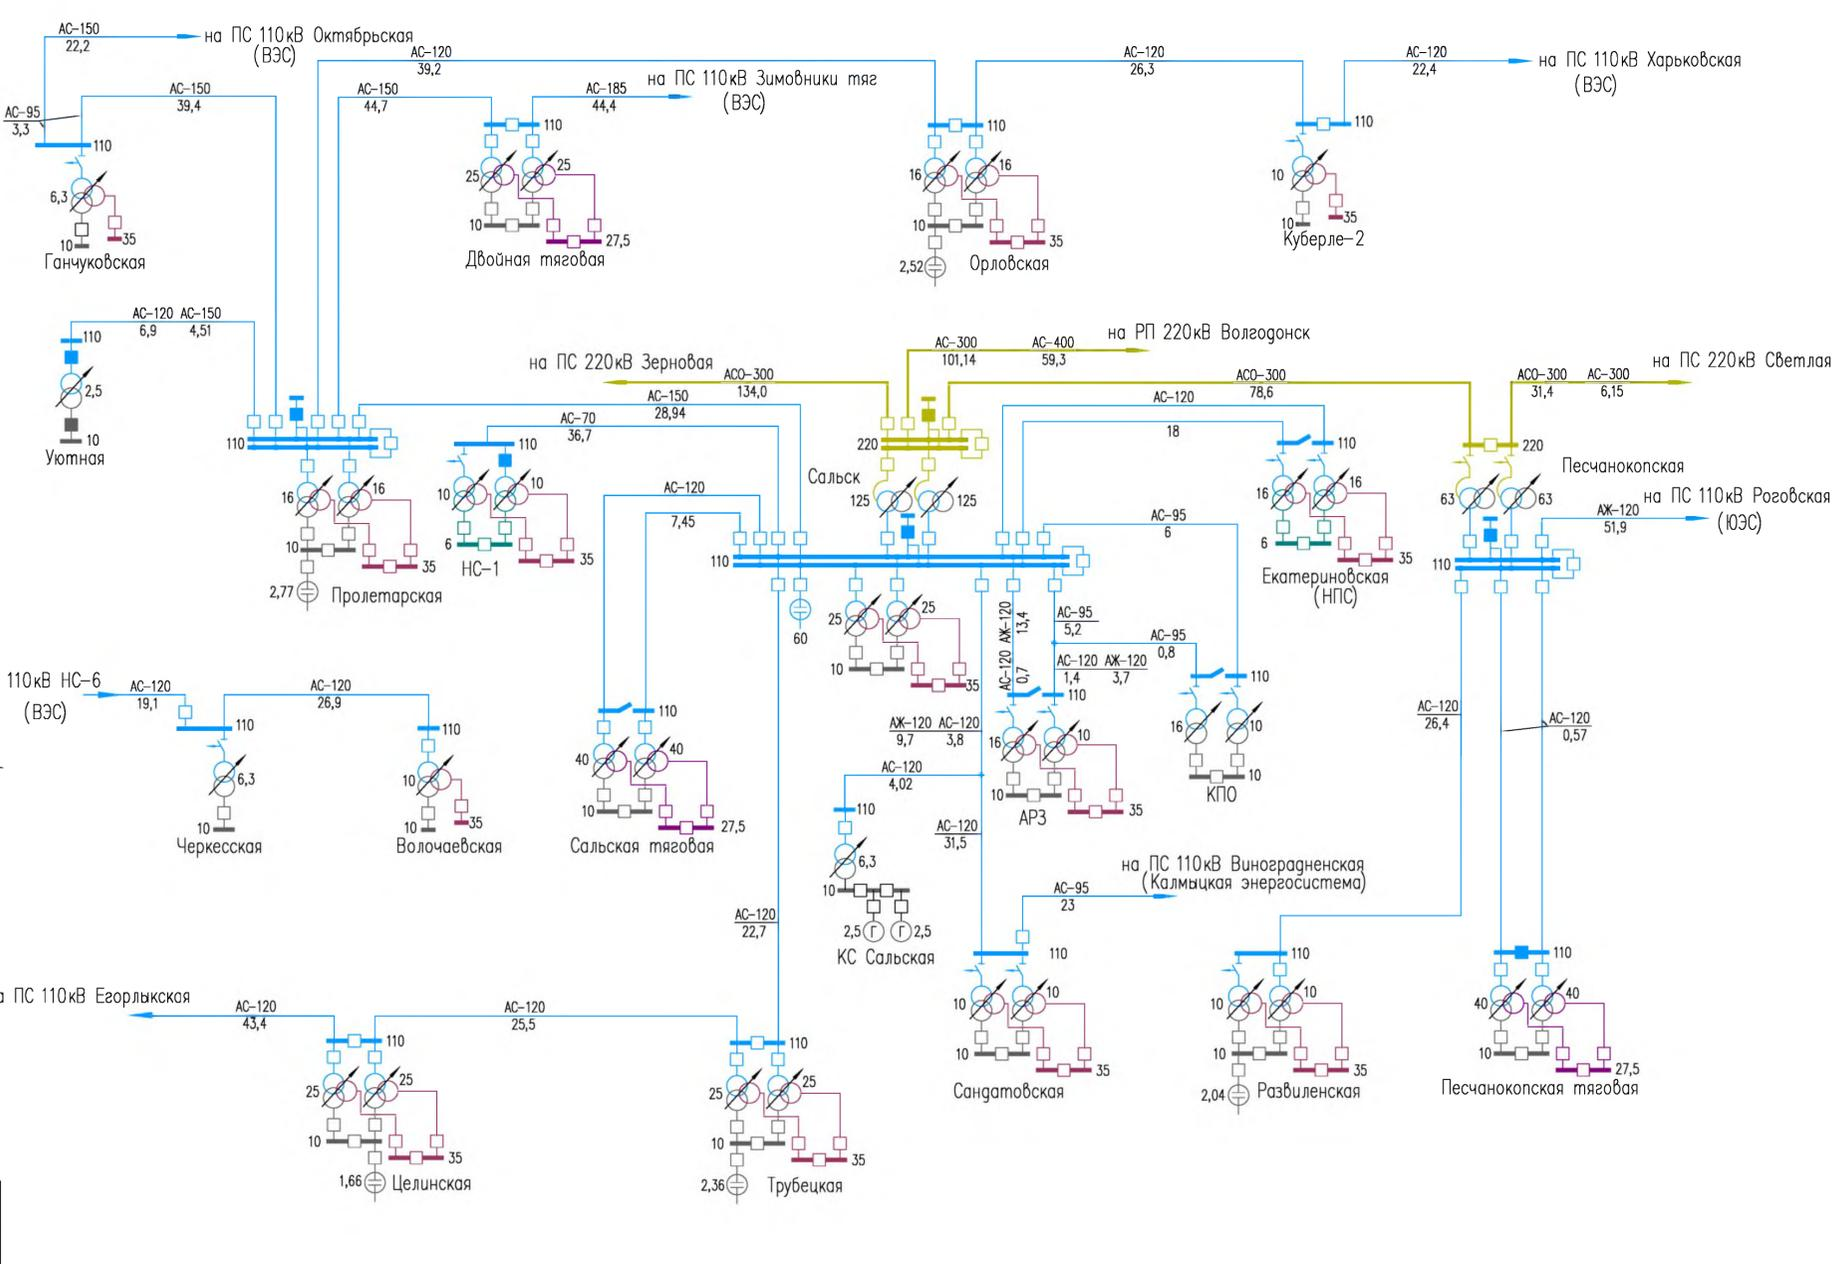 АС-150
22,2
на ПС 110кВ Октябрьская
(ВЭС)
АС-150
39,4
АС-95
3,3
110
6,3
10
35
Ганчуковская
АС-120
39,2
АС-150
44,7
АС-185
44,4
на ПС 110кВ Зимовники тяг
(ВЭС)
110
25
25
10
27,5
Двойная тяговая
110
16
16
10
35
2,52
Орловская
АС-120
26,3
АС-120
22,4
на ПС 110кВ Харьковская
(ВЭС)
110
10
10
35
Куберле-2
АС-120 АС-150
6,9 4,51
110
2,5
10
Уютная
110
16
16
10
35
2,77
Пролетарская
АС-150
28,94
АС-70
36,7
110
10
10
6
35
НС-1
на ПС 220кВ Зерновая
АСО-300
134,0
АС-300 АС-400
101,14 59,3
на РП 220кВ Волгодонск
АСО-300
78,6
АСО-300 АС-300
31,4 6,15
на ПС 220кВ Светлая
220
Сальск
125
125
АС-120
7,45
АС-120
18
110
16
16
6
35
Екатериновская
(НПС)
220
63
63
Песчанокопская
на ПС 110кВ Роговская
(ЮЭС)
АЖ-120
51,9
110
110
60
25
25
10
35
АС-95
6
АС-120 АЖ-120
0,7 13,4
АС-95
5,2
АС-95
0,8
АС-120 АЖ-120
1,4 3,7
110
16
10
10
35
АРЗ
110
16
10
10
КПО
110кВ НС-6
(ВЭС)
АС-120
19,1
110
6,3
10
Черкесская
АС-120
26,9
110
10
10
35
Волочаевская
110
40
40
10
27,5
Сальская тяговая
АЖ-120 АС-120
9,7 3,8
АС-120
4,02
110
6,3
10
2,5 Г Г 2,5
КС Сальская
АС-120
31,5
АС-120
22,7
на ПС 110кВ Виноградненская
(Калмыцкая энергосистема)
АС-95
23
110
10
10
10
35
Сандатовская
АС-120
26,4
АС-120
0,57
110
10
10
10
35
2,04
Развиленская
110
40
40
10
27,5
Песчанокопская тяговая
ПС 110кВ Егорлыкская
АС-120
43,4
110
25
25
10
35
1,66
Целинская
АС-120
25,5
110
25
25
10
35
2,36
Трубецкая